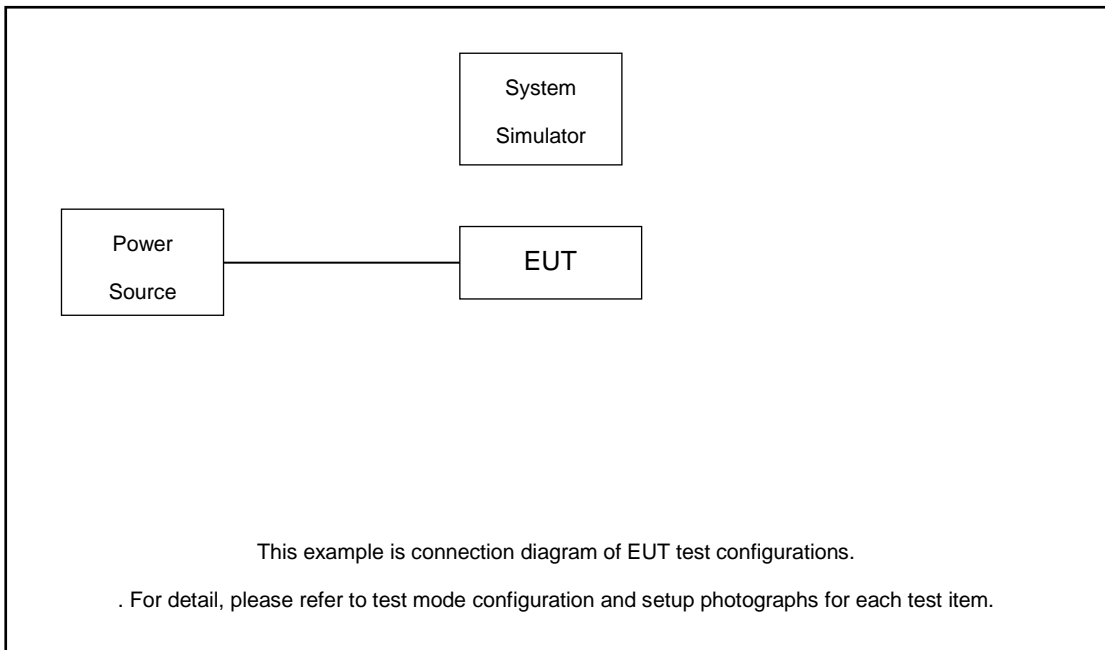 System
Simulator
Power
Source
EUT
This example is connection diagram of EUT test configurations.
. For detail, please refer to test mode configuration and setup photographs for each test item.